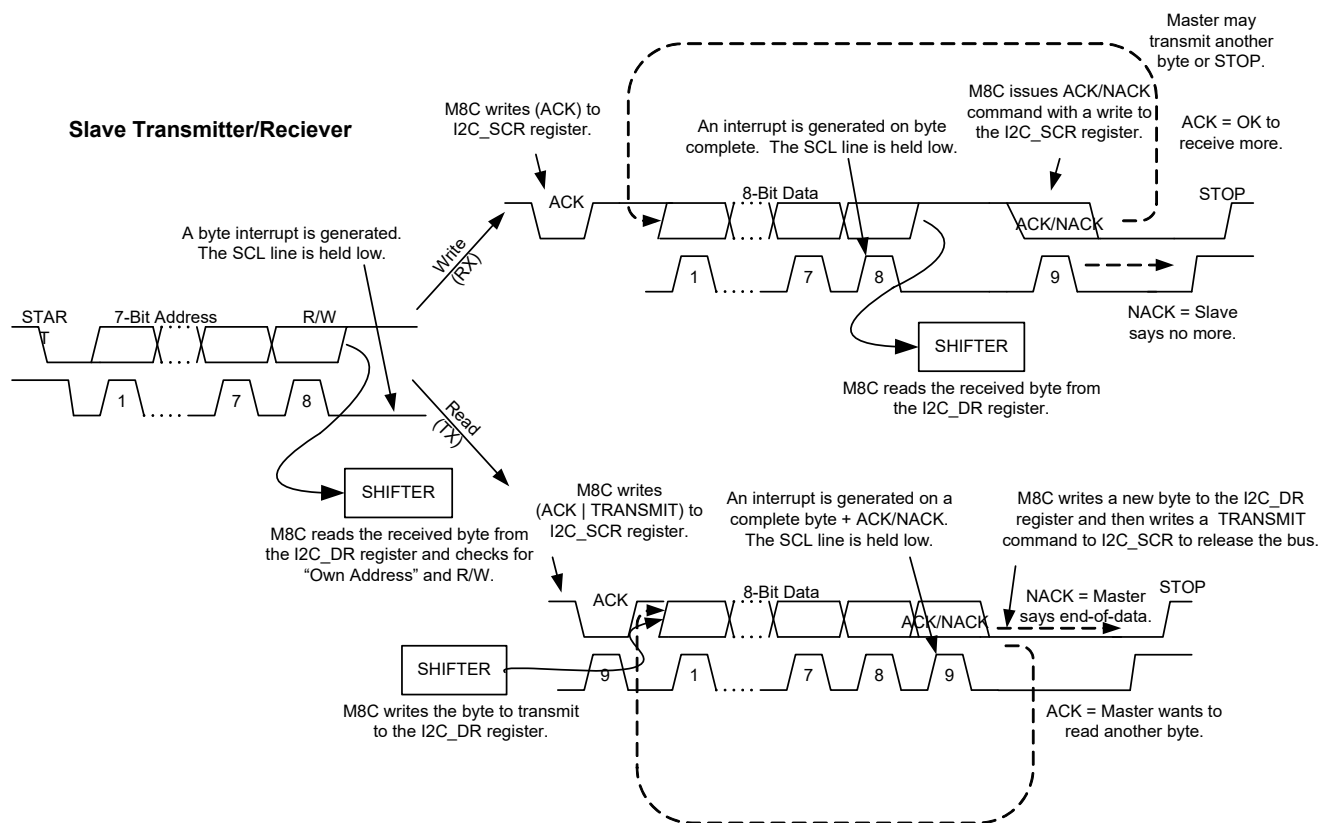 Master may
transmit another
byte or STOP.
M8C issues ACK/NACK
command with a write to
the I2C_SCR register.
M8C writes (ACK) to
I2C_SCR register.
Slave Transmitter/Reciever
An interrupt is generated on byte
complete. The SCL line is held low.
ACK = OK to
receive more.
ACK
8-Bit Data
STOP
ACK/NACK
A byte interrupt is generated.
The SCL line is held low.
Write
(RX)
1
7
8
9
NACK = Slave
says no more.
STAR
T
7-Bit Address
R/W
SHIFTER
M8C reads the received byte from
the I2C_DR register.
1
7
8
Read
(TX)
SHIFTER
M8C reads the received byte from
the I2C_DR register and checks for
“Own Address” and R/W.
M8C writes
(ACK | TRANSMIT) to
I2C_SCR register.
An interrupt is generated on a
complete byte + ACK/NACK.
The SCL line is held low.
M8C writes a new byte to the I2C_DR
register and then writes a TRANSMIT
command to I2C_SCR to release the bus.
ACK
8-Bit Data
ACK/NACK
NACK = Master
says end-of-data.
STOP
SHIFTER
9
1
7
8
9
M8C writes the byte to transmit
to the I2C_DR register.
ACK = Master wants to
read another byte.